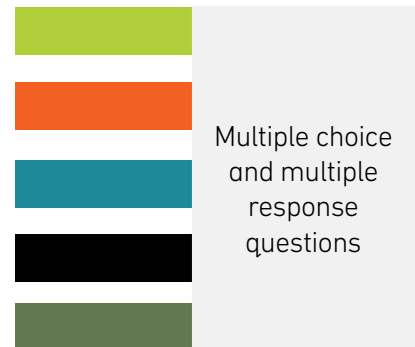 Multiple choice
and multiple
response
questions